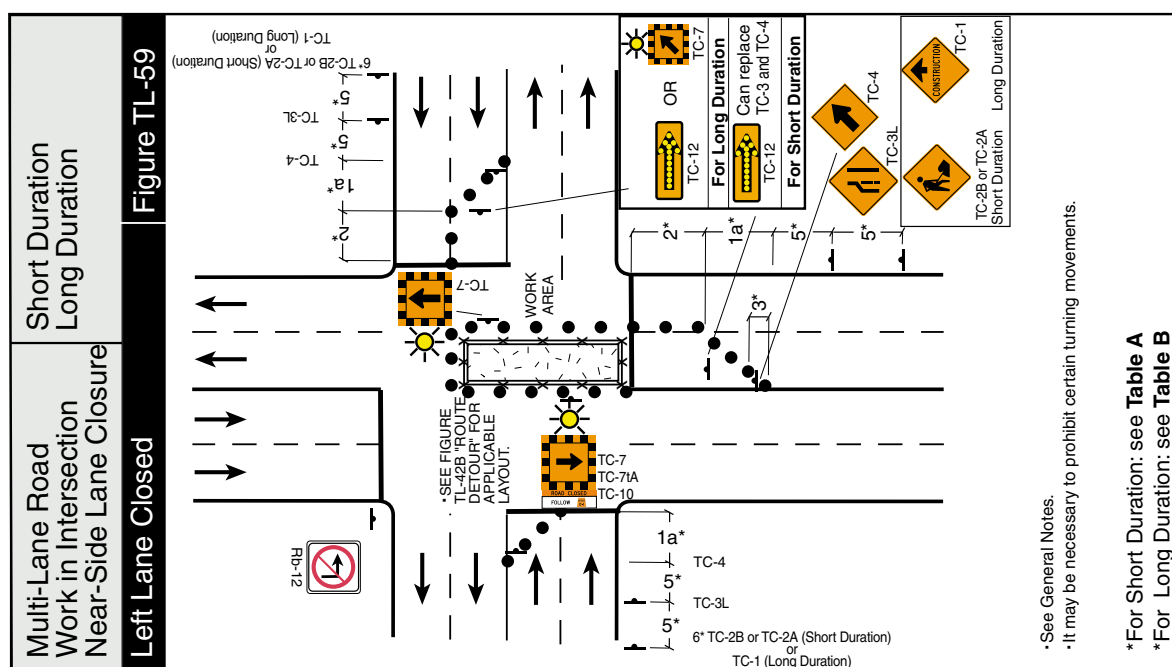 Multi-Lane Road
Work in Intersection
Near-Side Lane Closure
Short Duration
Long Duration
Left Lane Closed
Figure TL-59
6* TC-2B or TC-2A (Short Duration)
or
TC-1 (Long Duration)
5*
TC-3L
5*
TC-4
1a*
2*
TC-7
WORK
AREA
TC-12
OR
TC-7
For Long Duration
TC-12
Can replace
TC-3 and TC-4
For Short Duration
TC-4
TC-3L
CONSTRUCTION
TC-1
Long Duration
TC-2B or TC-2A
Short Duration
2*
1a*
5*
5*
3*
•SEE FIGURE
TL-42B "ROUTE
DETOUR" FOR
APPLICABLE
LAYOUT.
TC-7
TC-7tA
TC-10
ROAD CLOSED
FOLLOW
Rb-12
1a*
TC-4
5*
TC-3L
5*
6* TC-2B or TC-2A (Short Duration)
or
TC-1 (Long Duration)
•See General Notes.
•It may be necessary to prohibit certain turning movements.
*For Short Duration: see Table A
*For Long Duration: see Table B